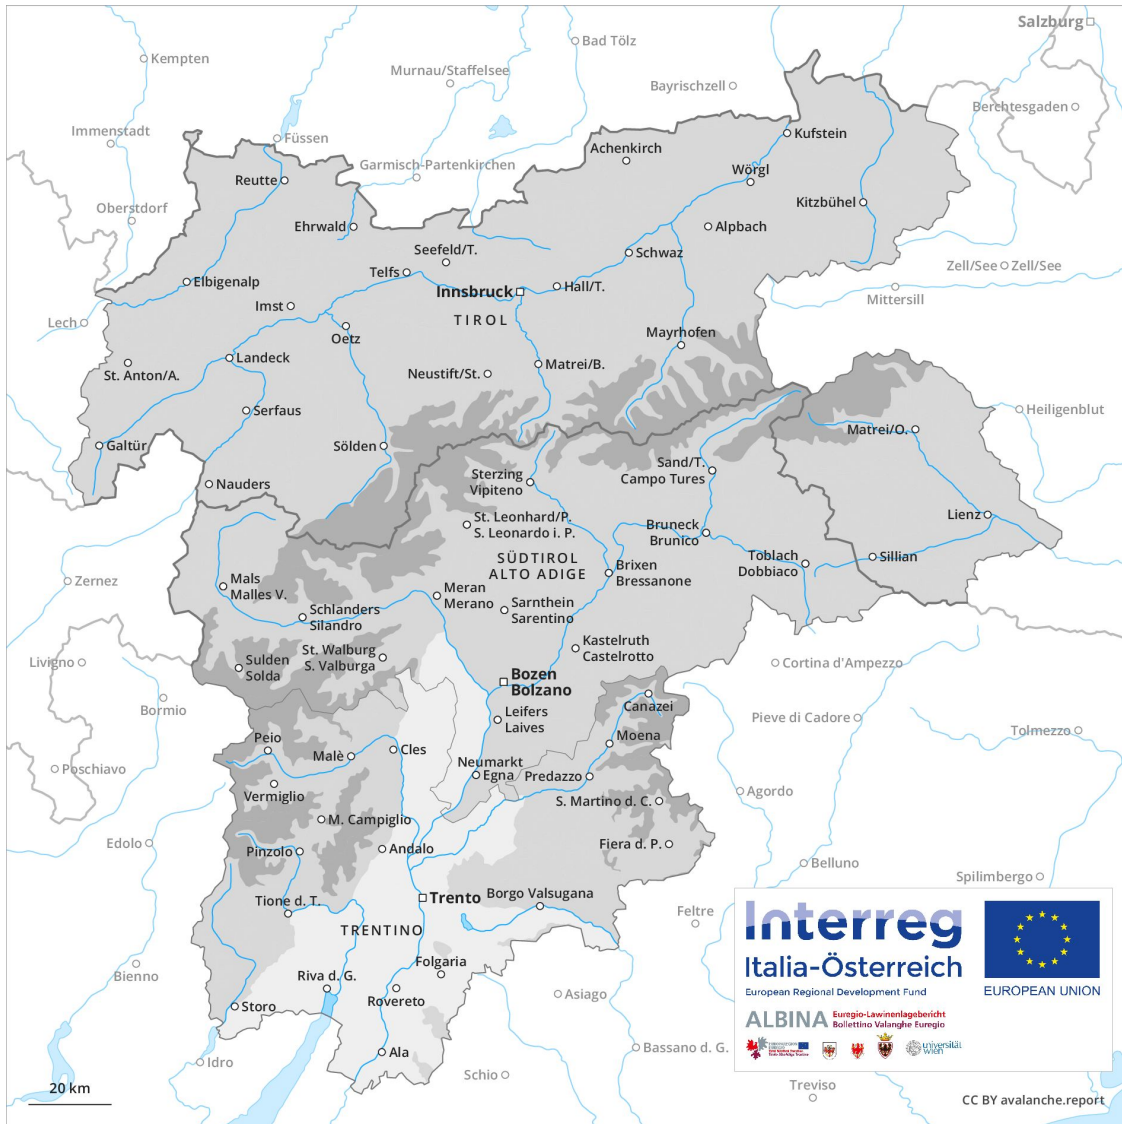 Salzburg
Bad Tölz
Kempten
Murnau/Staffelsee
Bayrischzell
Berchtesgaden
Immenstadt
Füssen
Kufstein
Achenkirch
Garmisch-Partenkirchen
Wörgl
Reutte
Oberstdorf
Kitzbühel
Ehrwald
Alpbach
Seefeld/T.
Schwaz
Telfs
Zell/See
Zell/See
Elbigenalp
Innsbruck
Hall/T.
Mittersill
Imst
TIROL
Lech
Oetz
Mayrhofen
Landeck
Matrei/B.
St. Anton/A.
Neustift/St.
Serfaus
Heiligenblut
Matrei/O.
Galtür
Sölden
Sand/T.
Campo Tures
Sterzing
Vipiteno
Nauders
St. Leonhard/P.
S. Leonardo i. P.
Lienz
Bruneck
Brunico
SÜDTIROL
ALTO ADIGE
Toblach
Dobbiaco
Sillian
Brixen
Bressanone
Zernez
Mals
Malles V.
Meran
Merano
Sarnthein
Sarentino
Schlanders
Silandro
Kastelruth
Castelrotto
St. Walburg
S. Valburga
Livigno
Sulden
Solda
Cortina d'Ampezzo
Bozen
Bolzano
Bormio
Canazei
Leifers
Laives
Pieve di Cadore
Tolmezzo
Peio
Moena
Malè
Cles
Neumarkt
Egna
Predazzo
Poschiavo
Vermiglio
Agordo
S. Martino d. C.
M. Campiglio
Edolo
Fiera d. P.
Pinzolo
Andalo
Belluno
Spilimbergo
Tione d. T.
Trento
Borgo Valsugana
Feltre
TRENTINO
Bienno
Folgaria
Riva d. G.
Rovereto
Asiago
Storo
Idro
Ala
Bassano d. G.
Schio
Treviso
20 km
Interreg
Italia-Österreich
European Regional Development Fund
EUROPEAN UNION
ALBINA
Euregio-Lawinenlagebericht
Bollettino Valanghe Euregio
universität
wien
CC BY avalanche.report